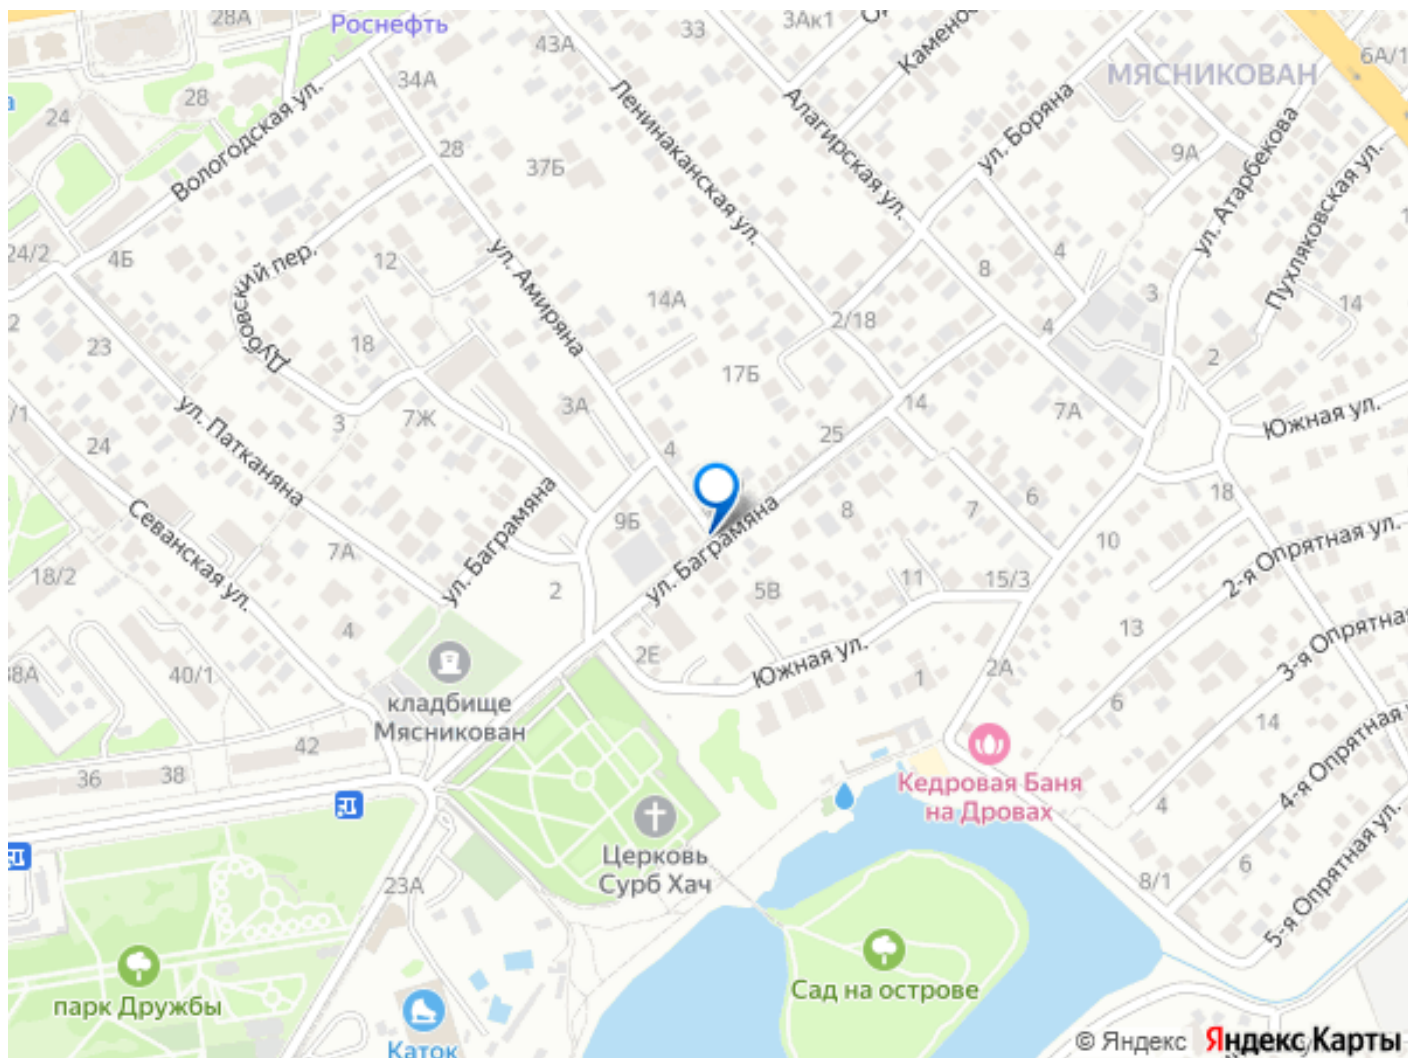 28А
Роснефть
43А
33
3Ак1
6А/1
МЯСНИКОВАН
34А
28
24
Вологодская ул.
28
37Б
Ленинаканская ул.
Алагирская ул.
ул. Боряна
9А
ул. Атарбекова
Пухляковская ул.
24/2
4Б
12
Дубовский пер.
ул. Амиряна
14А
2/18
8
4
3
14
4
2
23
18
3
7Ж
3А
17Б
4
25
14
7А
Южная ул.
ул. Патканяна
24
Севанская ул.
7А
18/2
ул. Баграмяна
9Б
ул. Баграмяна
8
7
6
18
10
2-я Опрятная ул.
2
5В
11
15/3
13
4
40/1
кладбище
Мясникован
2Е
Южная ул.
1
2А
6
14
42
36
38
Кедровая Баня
на Дровах
4
6
8/1
5-я Опрятная ул.
Церковь
Сурб Хач
23А
парк Дружбы
Каток
Сад на острове
© Яндекс
Яндекс Карты